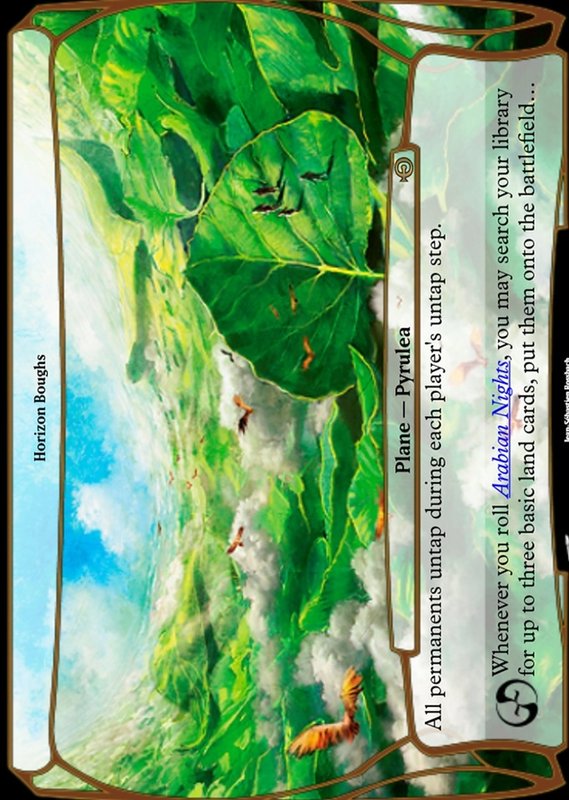 Horizon Boughs
Plane — Pyrulea
All permanents untap during each player's untap step.
Whenever you roll Arabian Nights, you may search your library
for up to three basic land cards, put them onto the battlefield...